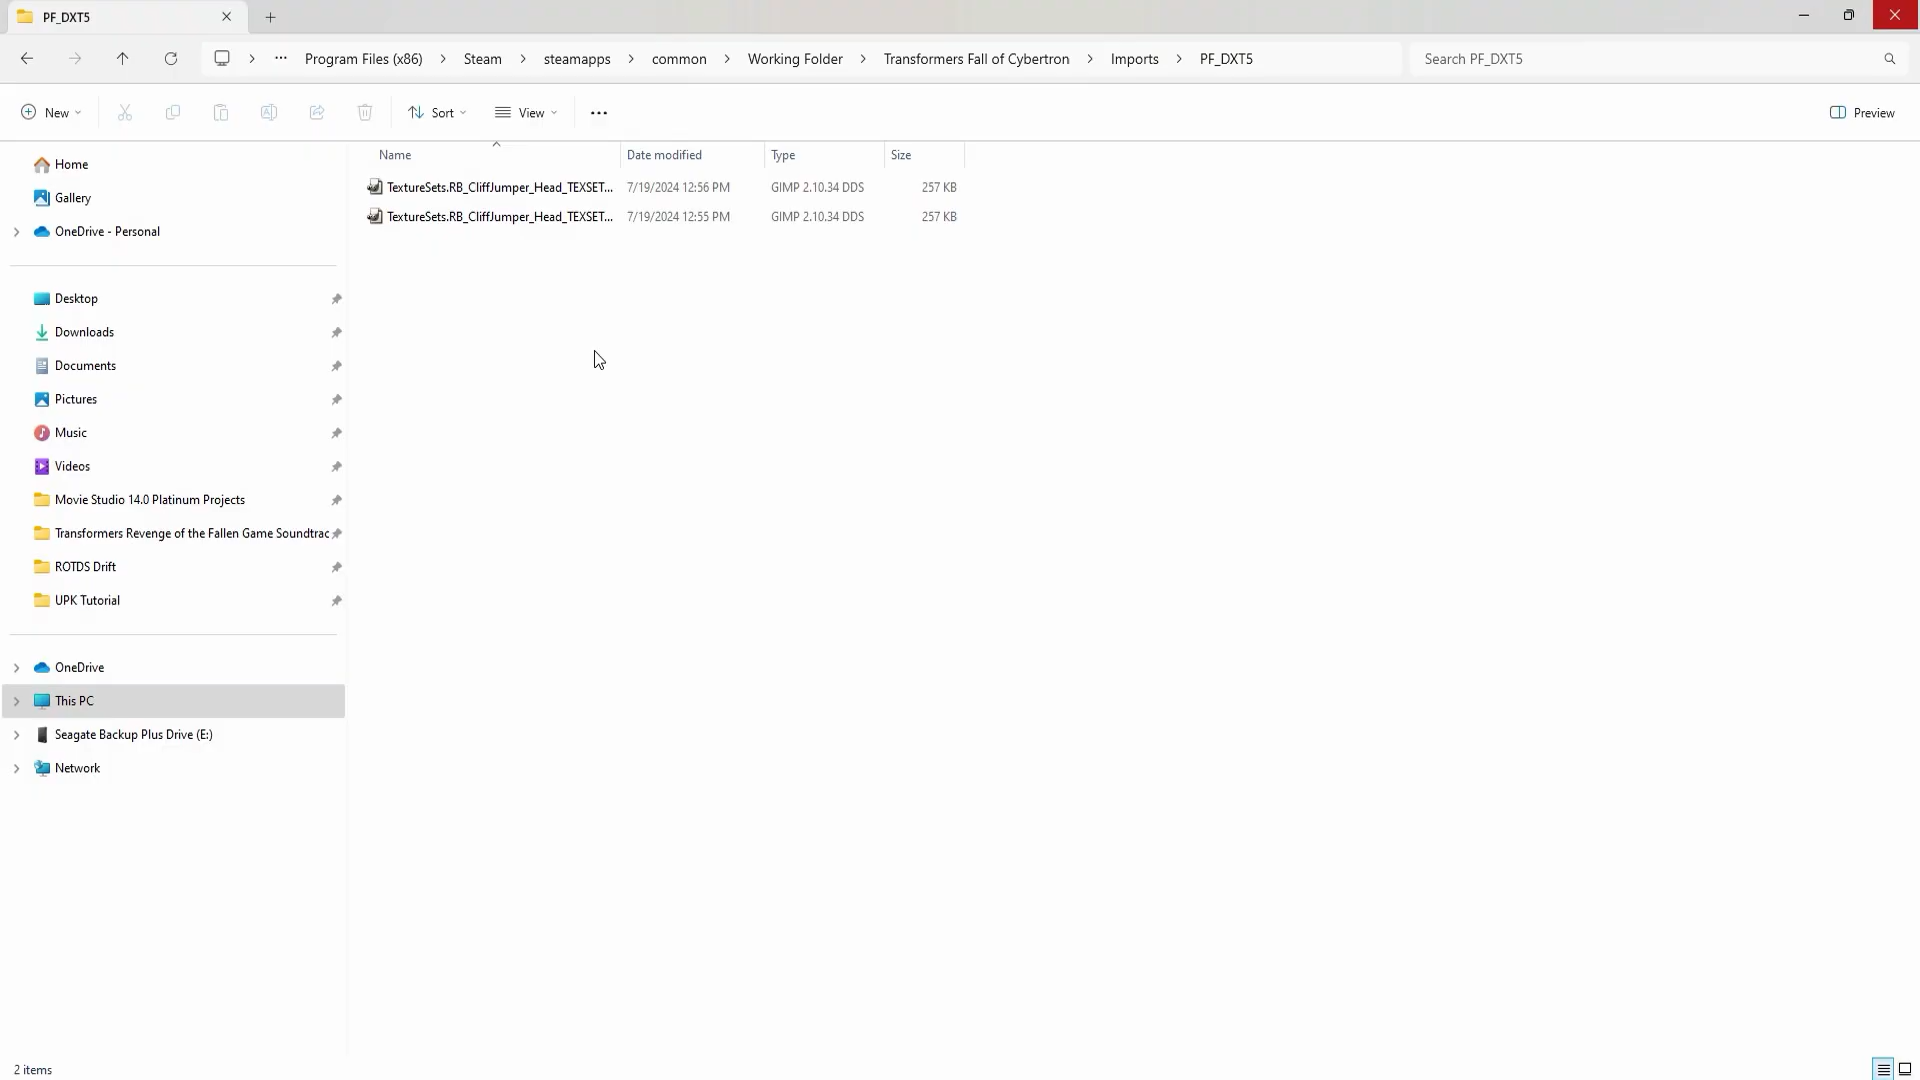 PF_DXT5
Program Files (x86) Steam steamapps common Working Folder Transformers Fall of Cybertron Imports PF_DXT5
Search PF_DXT5
New Sort View Preview
Home
Gallery
OneDrive - Personal
Desktop
Downloads
Documents
Pictures
Music
Videos
Movie Studio 14.0 Platinum Projects
Transformers Revenge of the Fallen Game Soundtrac
ROTDS Drift
UPK Tutorial
OneDrive
This PC
Seagate Backup Plus Drive (E:)
Network
Name Date modified Type Size
TextureSets.RB_CliffJumper_Head_TEXSET... 7/19/2024 12:56 PM GIMP 2.10.34 DDS 257 KB
TextureSets.RB_CliffJumper_Head_TEXSET... 7/19/2024 12:55 PM GIMP 2.10.34 DDS 257 KB
2 items